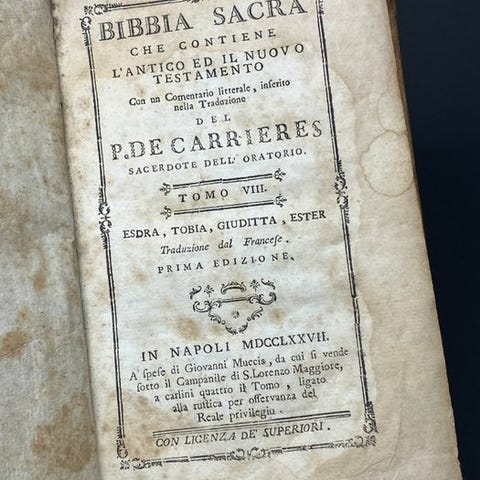 BIBBIA SACRA
CHE CONTIENE
L'ANTICO ED IL NUOVO
TESTAMENTO
Con un Comentario litterale, inserito
nella Traduzione
DEL
P. DE CARRIERES
SACERDOTE DELL' ORATORIO.
TOMO VIII.
ESDRA, TOBIA, GIUDITTA, ESTER
Traduzione dal Francese.
PRIMA EDIZIONE.
IN NAPOLI MDCCLXXVII.
A spese di Giovanni Muccis, da cui si vende
sotto il Campanile di S. Lorenzo Maggiore,
a carlini quattro il Tomo, ligato
alla rustica per osservanza del
Reale privilegio.
CON LICENZA DE' SUPERIORI.